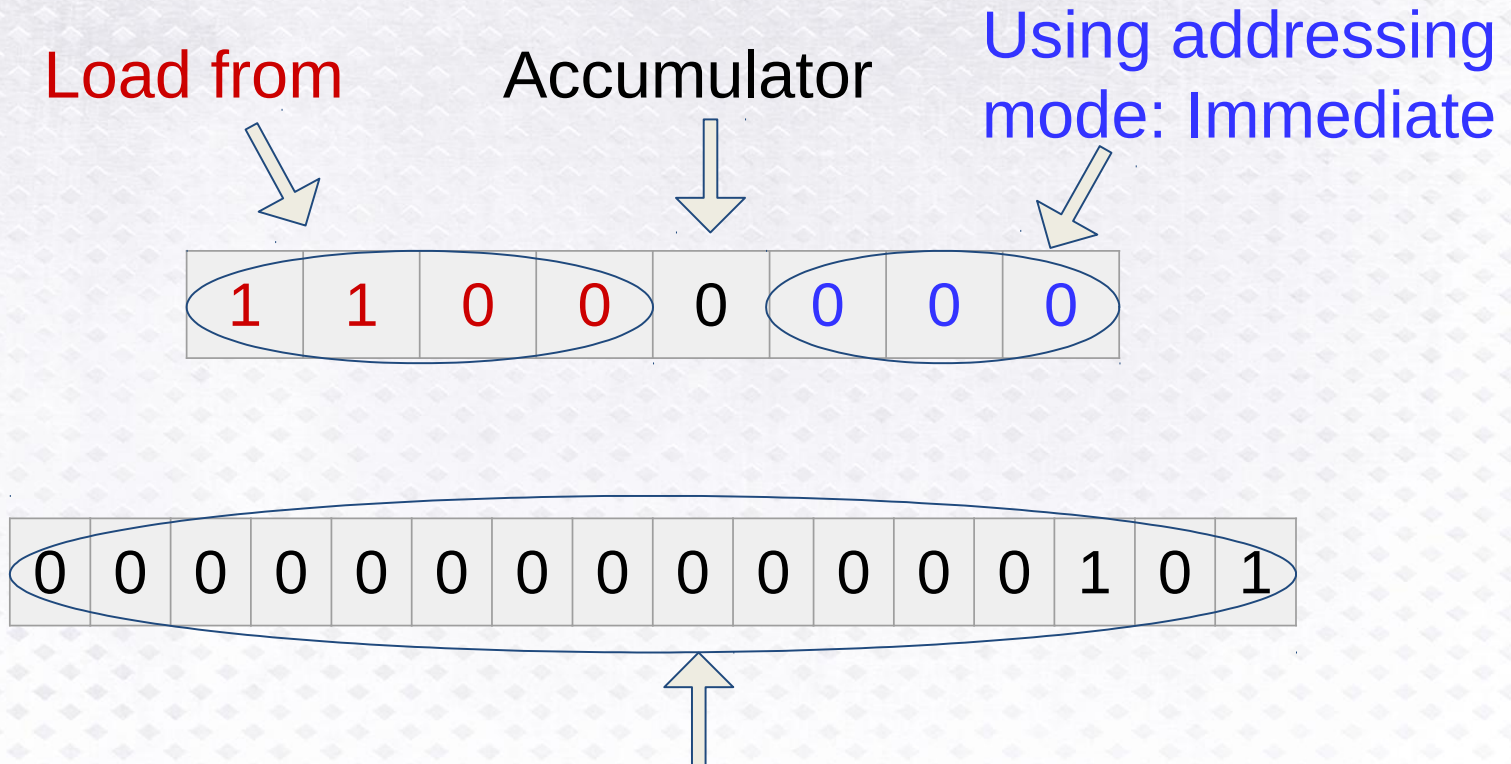 Load from
Accumulator
Using addressing
mode: Immediate
1 1 0 0 0 0 0 0
0 0 0 0 0 0 0 0 0 0 0 0 0 1 0 1